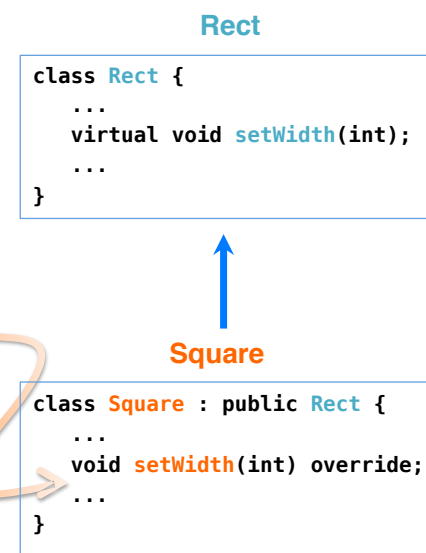 Rect
class Rect {
...
virtual void setWidth(int);
...
}
Square
class Square : public Rect {
...
void setWidth(int) override;
...
}